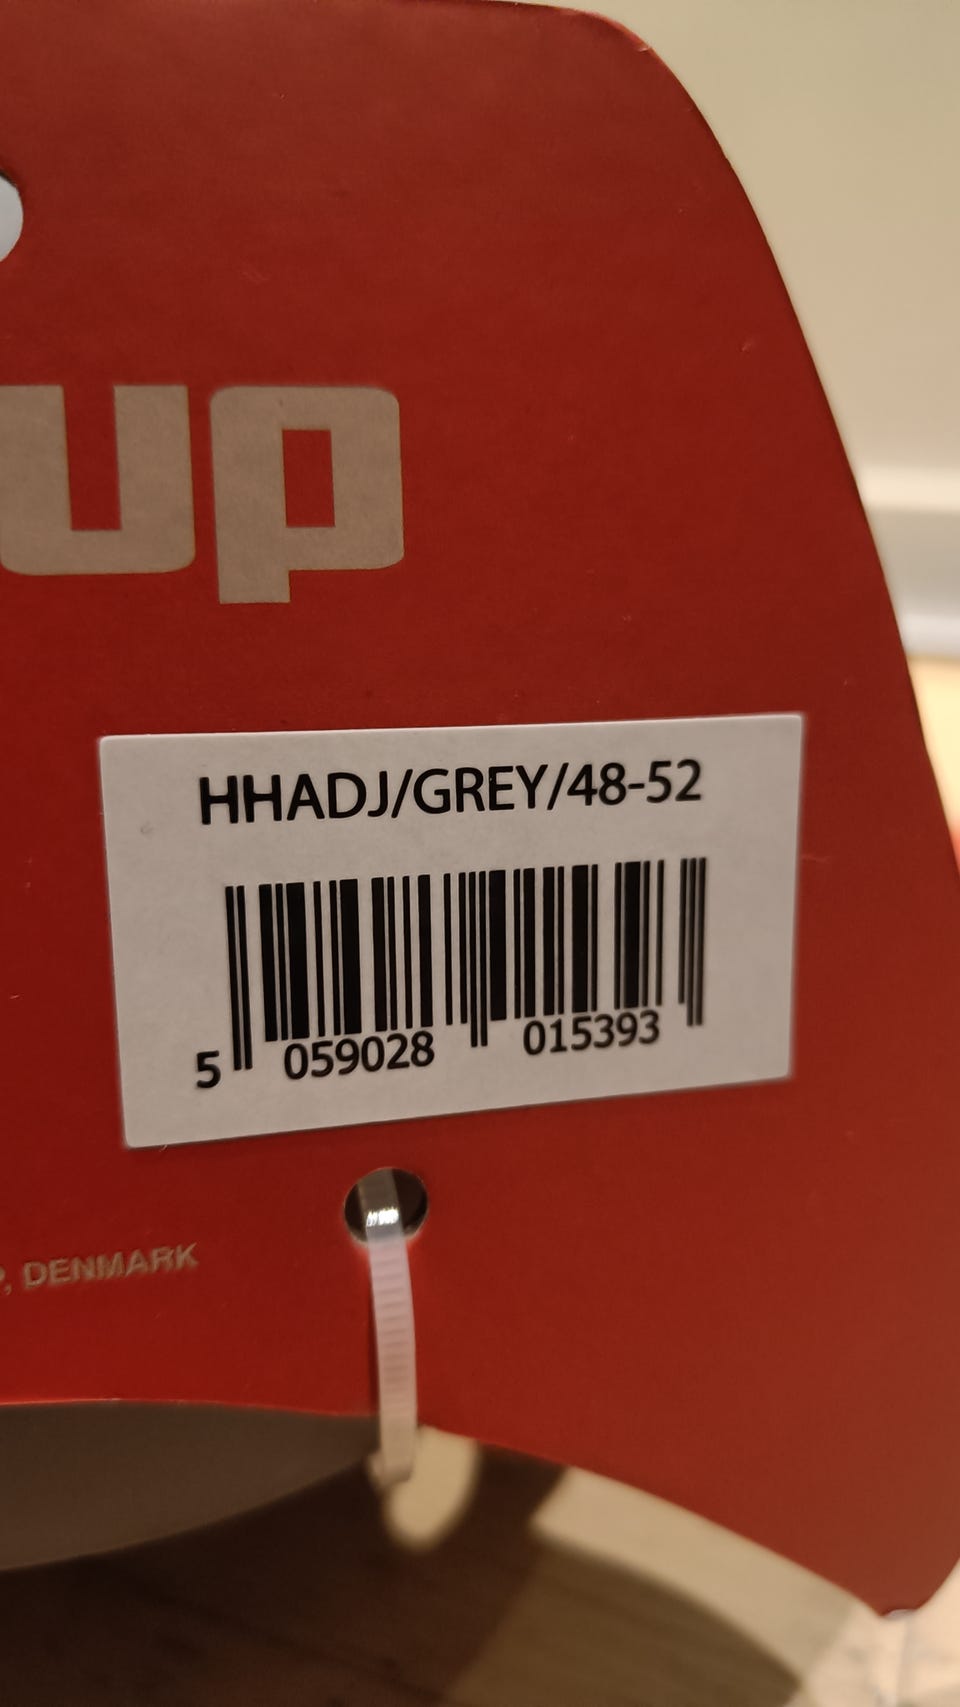 up
HHADJ/GREY/48-52
5 059028 015393
, DENMARK